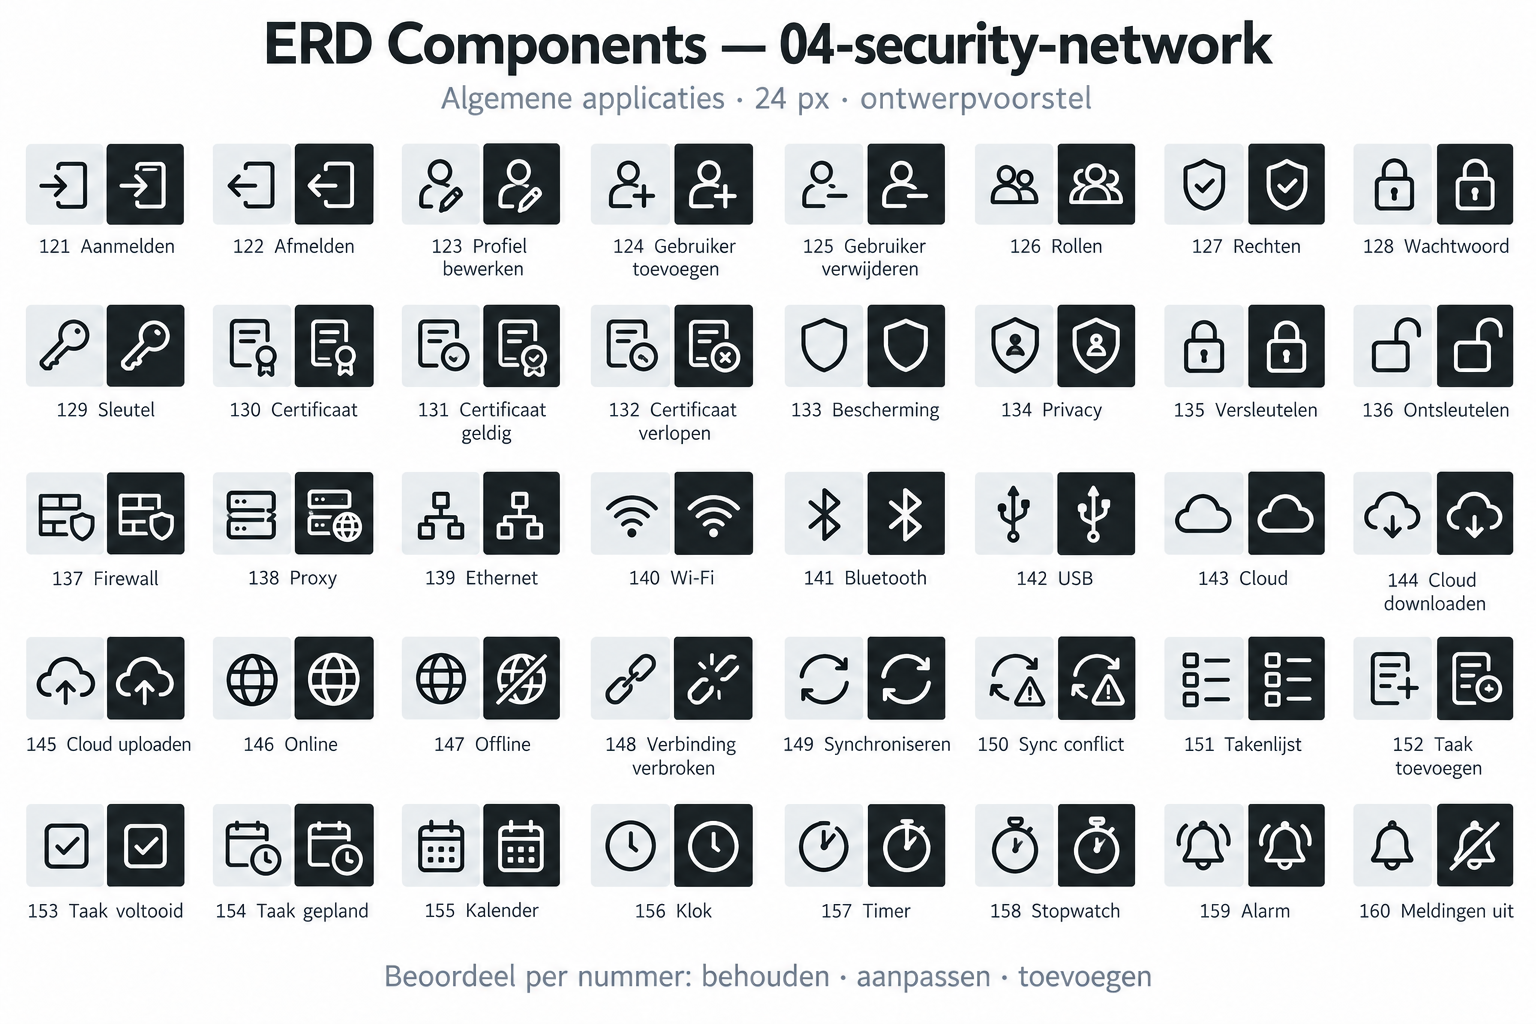 ERD Components — 04-security-network
Algemene applicaties · 24 px · ontwerpvoorstel
121 Aanmelden
122 Afmelden
123 Profiel
bewerken
124 Gebruiker
toevoegen
125 Gebruiker
verwijderen
126 Rollen
127 Rechten
128 Wachtwoord
129 Sleutel
130 Certificaat
131 Certificaat
geldig
132 Certificaat
verlopen
133 Bescherming
134 Privacy
135 Versleutelen
136 Ontsleutelen
137 Firewall
138 Proxy
139 Ethernet
140 Wi-Fi
141 Bluetooth
142 USB
143 Cloud
144 Cloud
downloaden
145 Cloud uploaden
146 Online
147 Offline
148 Verbinding
verbroken
149 Synchroniseren
150 Sync conflict
151 Takenlijst
152 Taak
toevoegen
153 Taak voltooid
154 Taak gepland
155 Kalender
156 Klok
157 Timer
158 Stopwatch
159 Alarm
160 Meldingen uit
Beoordeel per nummer: behouden · aanpassen · toevoegen